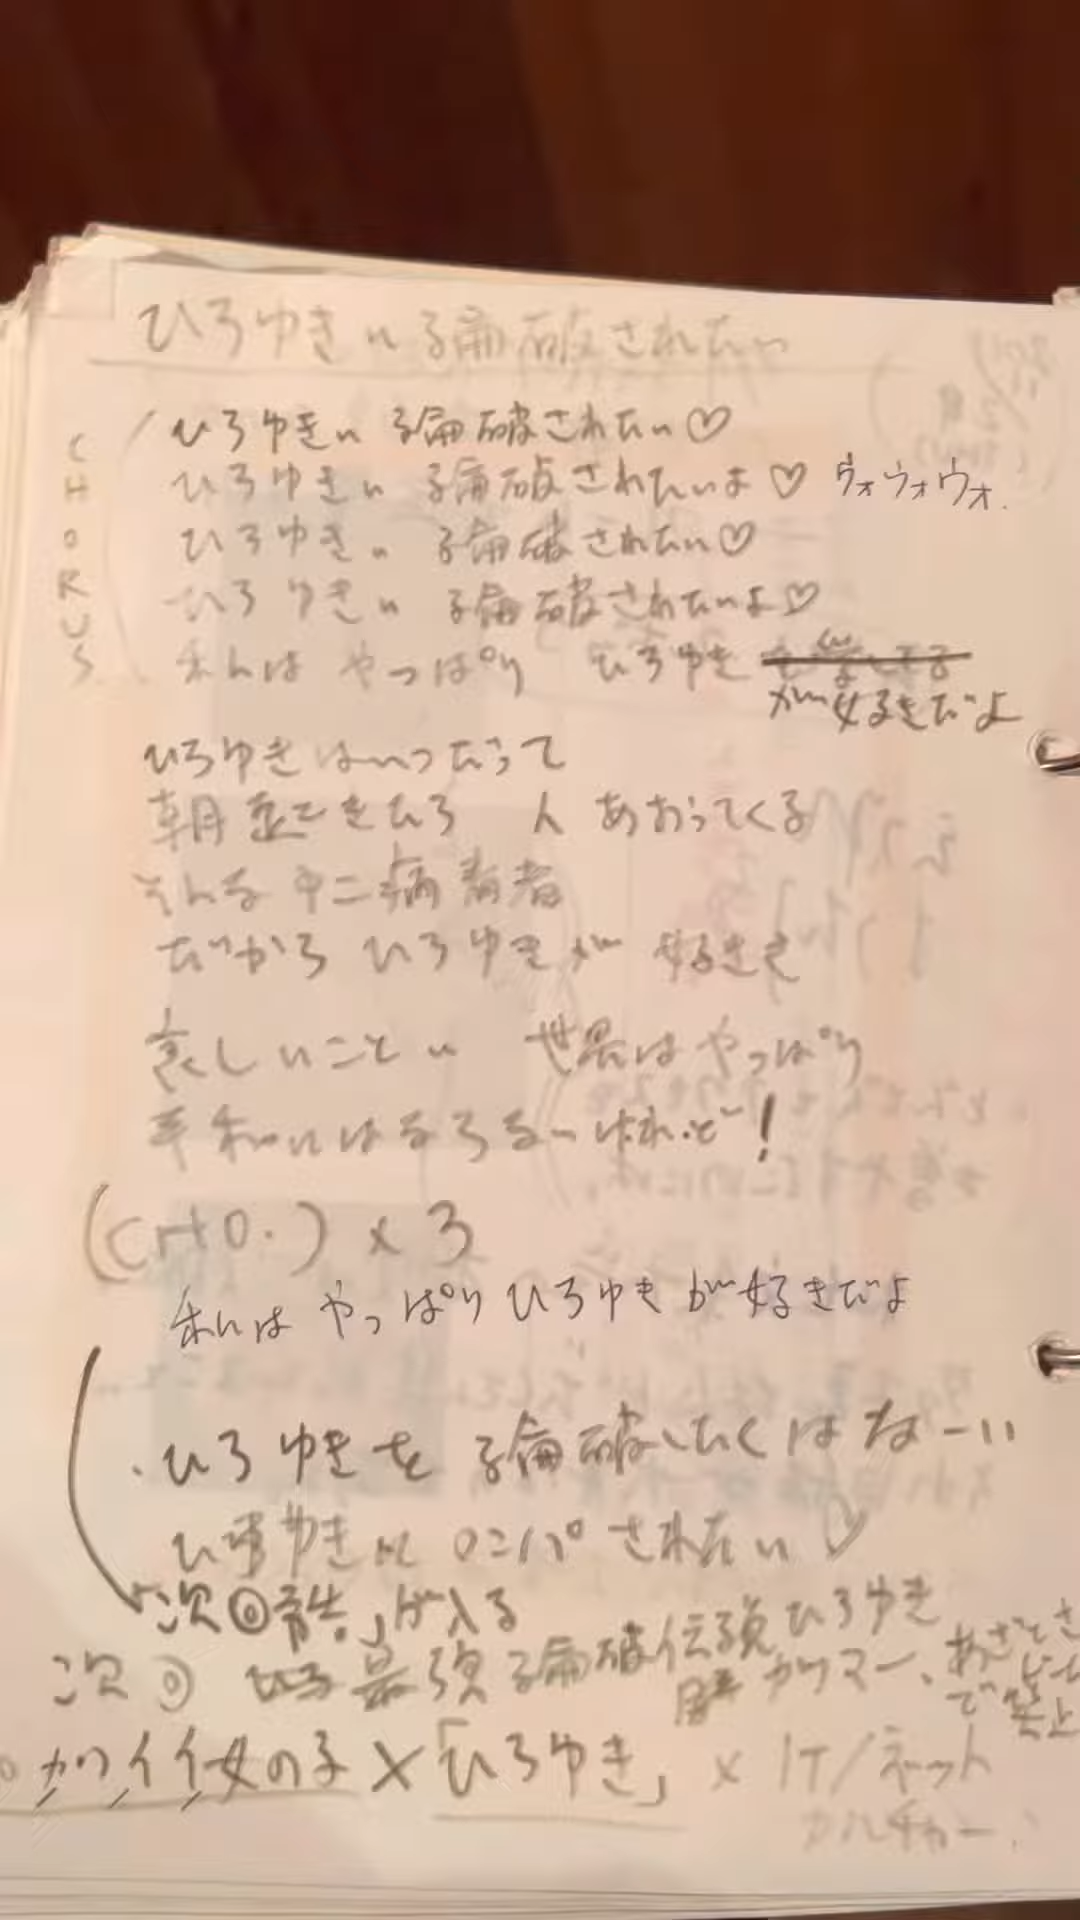 ひろゆきに論破されたい
CHORUS
ひろゆきに 論破されたい♡
ひろゆきに 論破されたいよ♡ ヴォウォウォ.
ひろゆきに 論破されたい♡
ひろゆきに 論破されたいよ♡
私は やっぱり ひろゆき
が好きだよ
ひろゆきはいつだって
朝 起きたら 人 あおってくる
そんな 中二病患者
だから ひろゆきが 好きさ
哀しいことに 世界はやっぱり
平和にはならなーけれど!
(CHO.) × 3
私は やっぱりひろゆきが好きだよ
・ひろゆきを 論破したくはなーい
ひろゆきに ロンパされたい♡
「次回予告」が入る
次回 最強論破伝説ひろゆき
カワイイ女の子×「ひろゆき」× IT/ネット
カルチャー